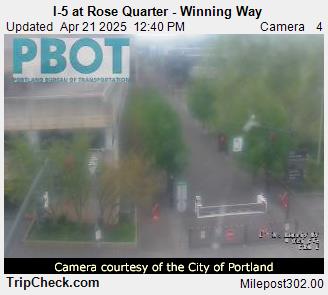 I-5 at Rose Quarter - Winning Way
Updated Apr 21 2025 12:40 PM Camera 4
PBOT
PORTLAND BUREAU OF TRANSPORTATION
Camera courtesy of the City of Portland
TripCheck.com Milepost302.00